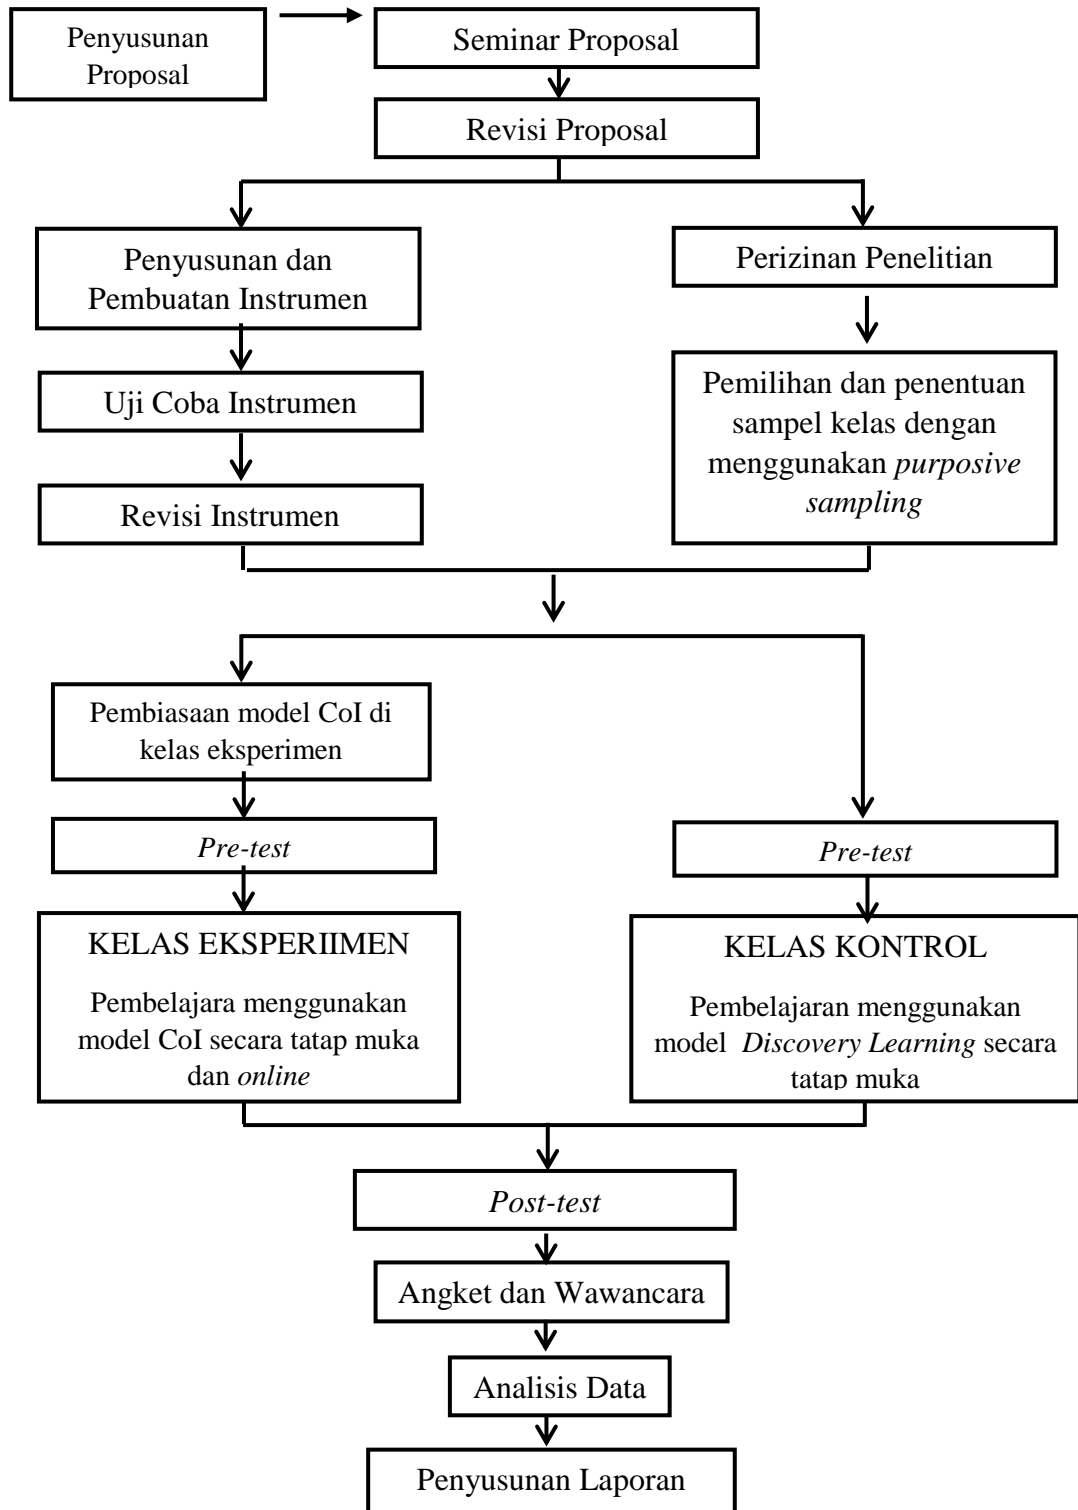 Penyusunan
Proposal
Seminar Proposal
Revisi Proposal
Penyusunan dan
Pembuatan Instrumen
Perizinan Penelitian
Uji Coba Instrumen
Pemilihan dan penentuan
sampel kelas dengan
menggunakan purposive
sampling
Revisi Instrumen
Pembiasaan model CoI di
kelas eksperimen
Pre-test
Pre-test
KELAS EKSPERIIMEN
Pembelajara menggunakan
model CoI secara tatap muka
dan online
KELAS KONTROL
Pembelajaran menggunakan
model Discovery Learning secara
tatap muka
Post-test
Angket dan Wawancara
Analisis Data
Penyusunan Laporan